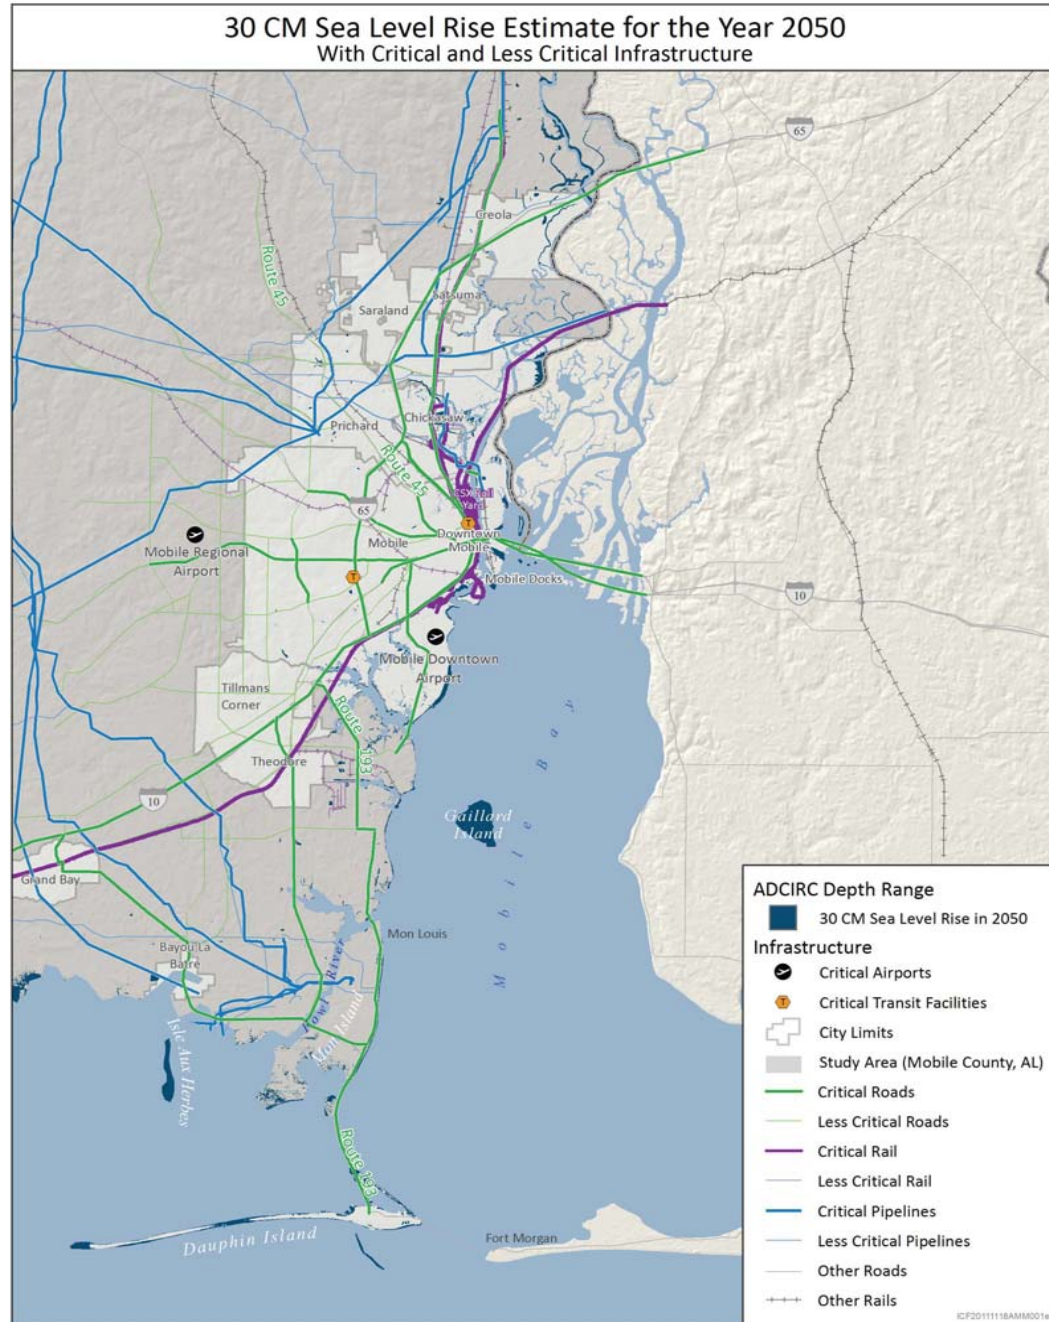 30 CM Sea Level Rise Estimate for the Year 2050
With Critical and Less Critical Infrastructure
65
Creola
Route 45
Satsuma
Saraland
Chickasaw
Prichard
Route 45
CSX Toll
Yard
65
Mobile
Downtown
Mobile
Mobile Regional
Airport
Mobile Docks
10
Mobile Downtown
Airport
Tillmans
Corner
Route 193
Theodore
10
Mobile Bay
Gaillard
Island
Grand Bay
Mon Louis
Bayou La
Batre
Fowl River
Mon Island
Isle Aux Herbes
Route 193
Dauphin Island
Fort Morgan
ADCIRC Depth Range
30 CM Sea Level Rise in 2050
Infrastructure
Critical Airports
T
Critical Transit Facilities
City Limits
Study Area (Mobile County, AL)
Critical Roads
Less Critical Roads
Critical Rail
Less Critical Rail
Critical Pipelines
Less Critical Pipelines
Other Roads
Other Rails